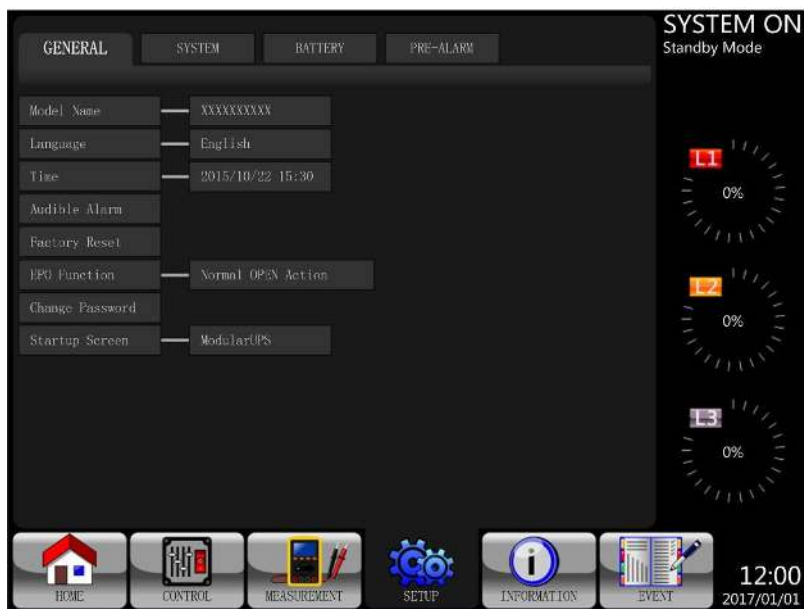 GENERAL SYSTEM BATTERY PRE-ALARM
SYSTEM ON
Standby Mode
Model Name XXXXXXXXXX
Language English
Time 2015/10/22 15:30
Audible Alarm
Factory Reset
EPO Function Normal OPEN Action
Change Password
Startup Screen ModularUPS
L1
0%
L2
0%
L3
0%
HOME CONTROL MEASUREMENT SETUP INFORMATION EVENT
12:00
2017/01/01